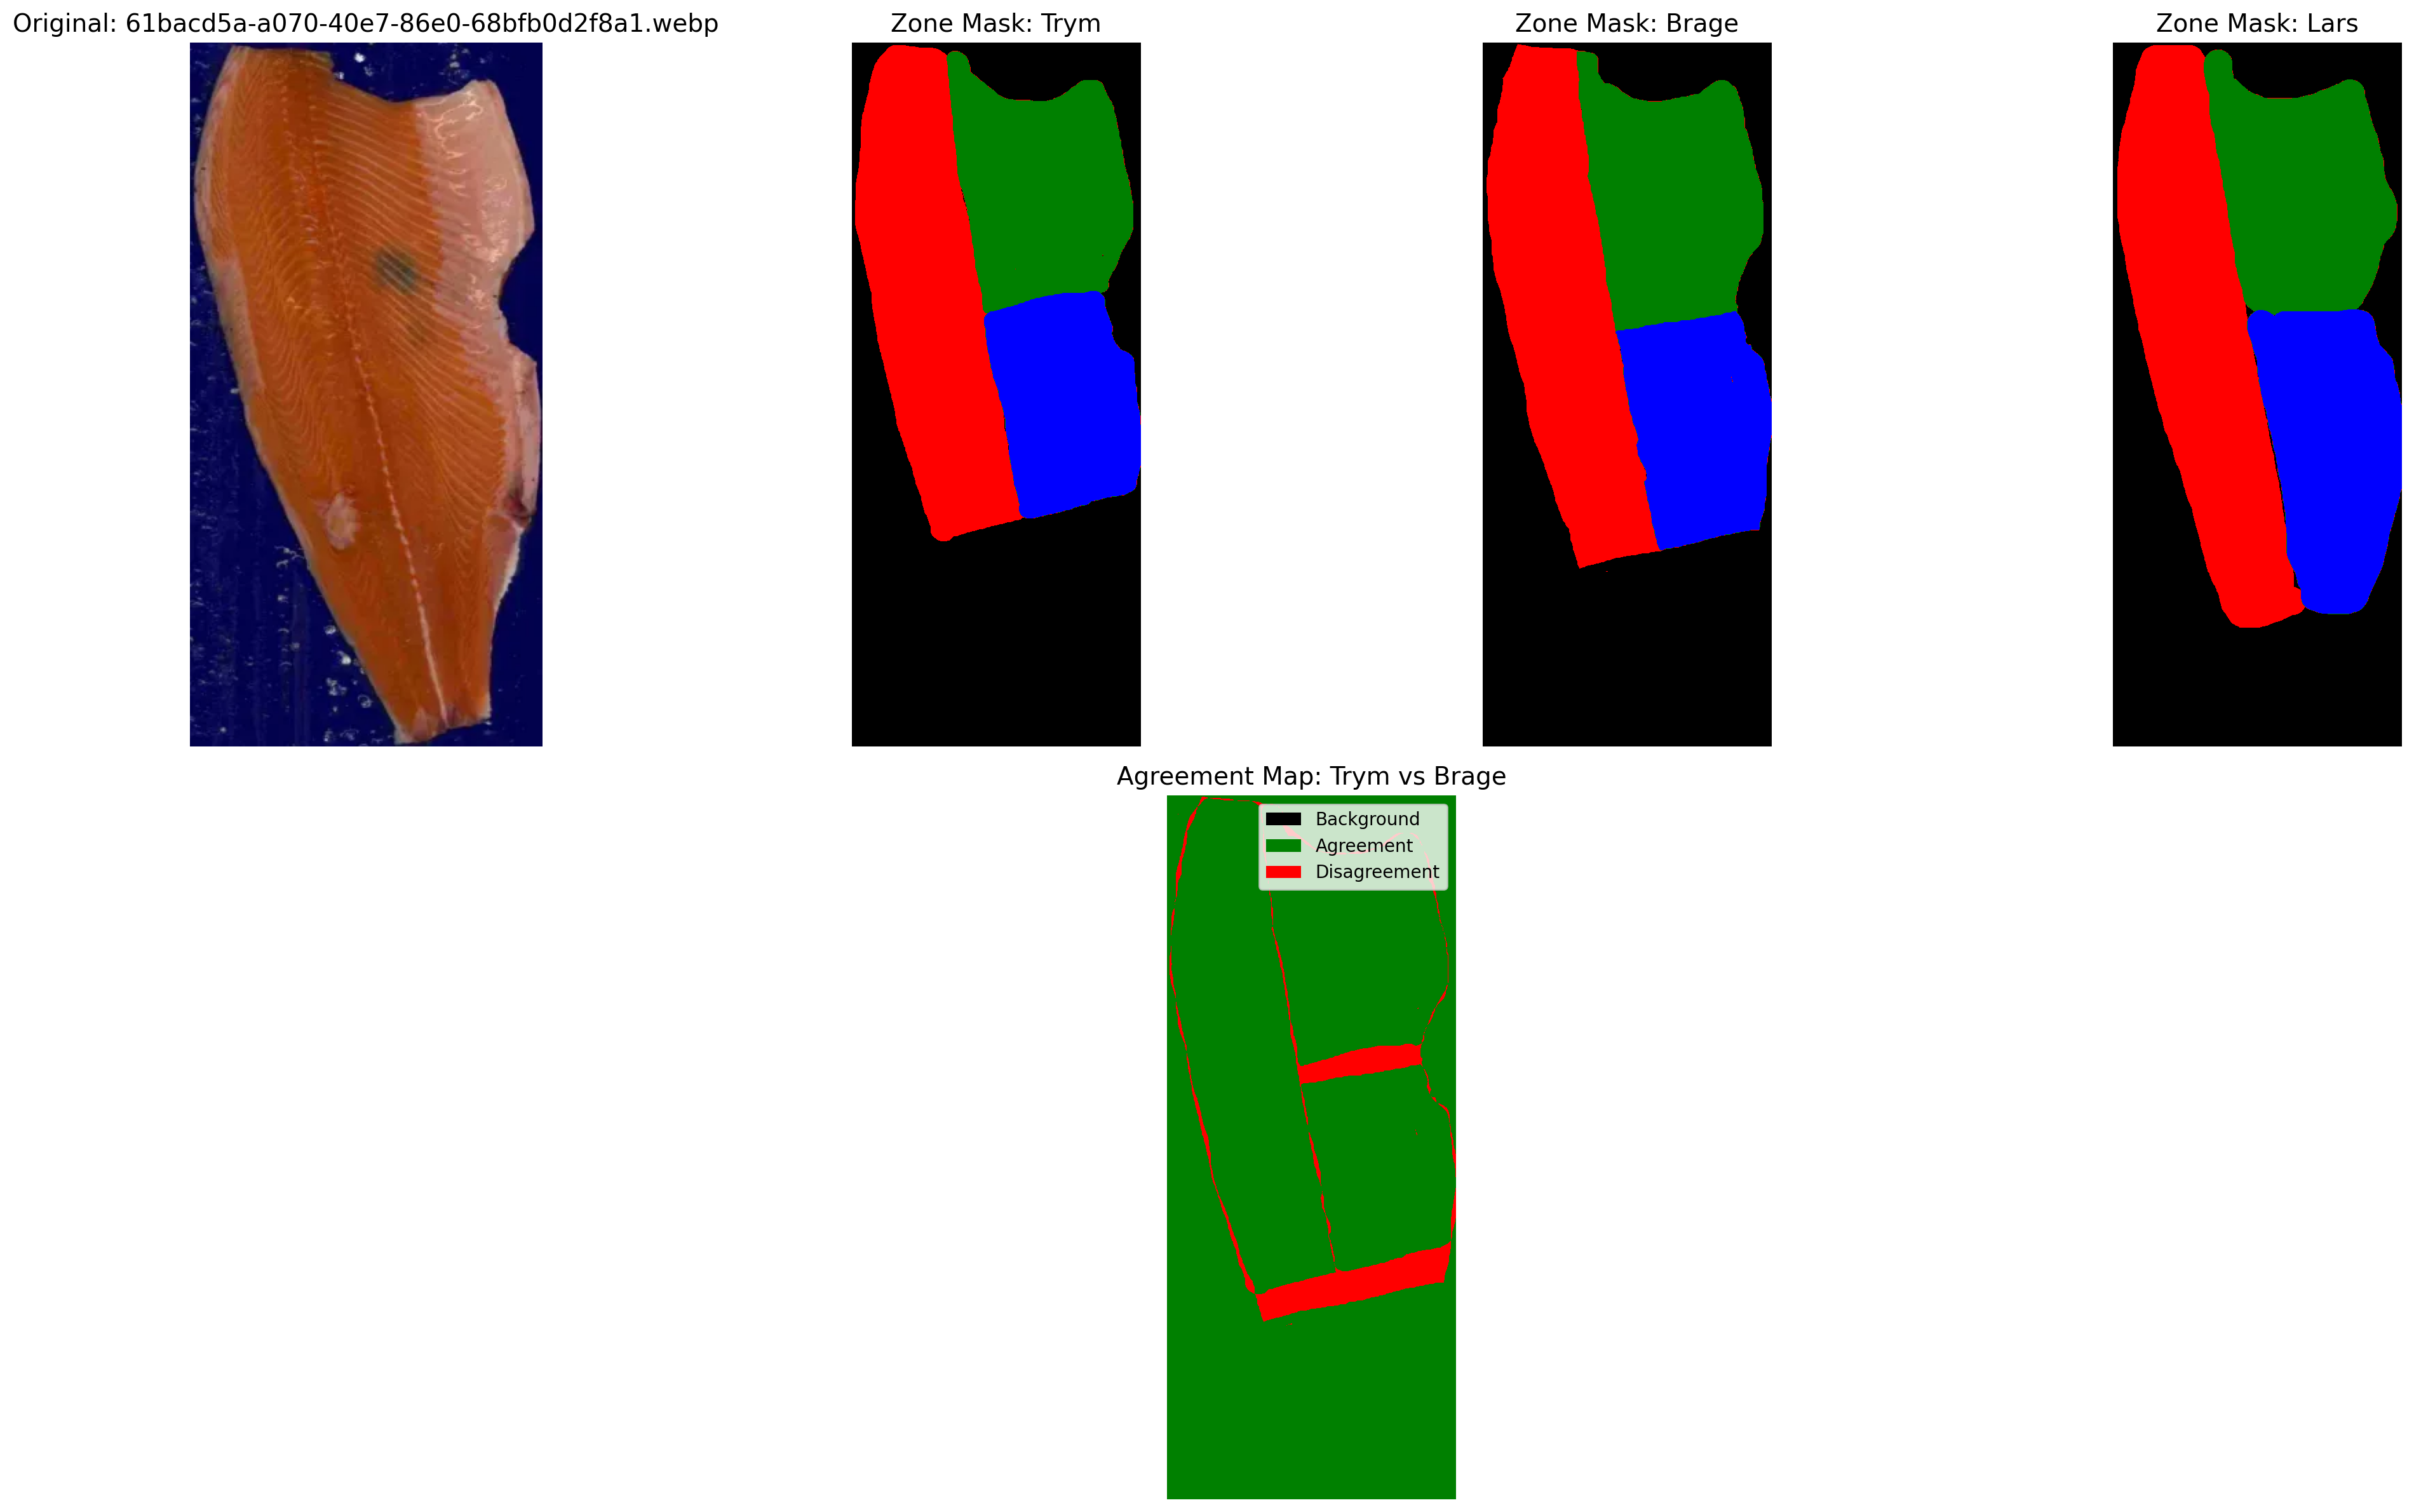 Original: 61bacd5a-a070-40e7-86e0-68bfb0d2f8a1.webp
Zone Mask: Trym
Zone Mask: Brage
Zone Mask: Lars
Agreement Map: Trym vs Brage
Background
Agreement
Disagreement